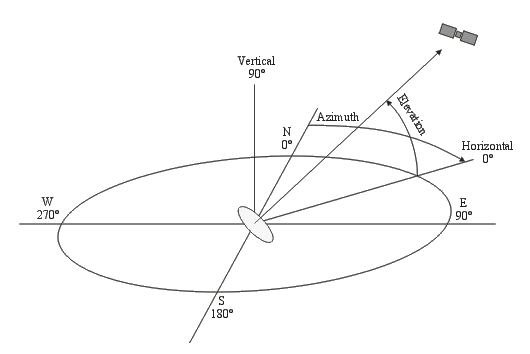 Vertical
90°
N
0°
Azimuth
Elevation
Horizontal
0°
W
270°
E
90°
S
180°